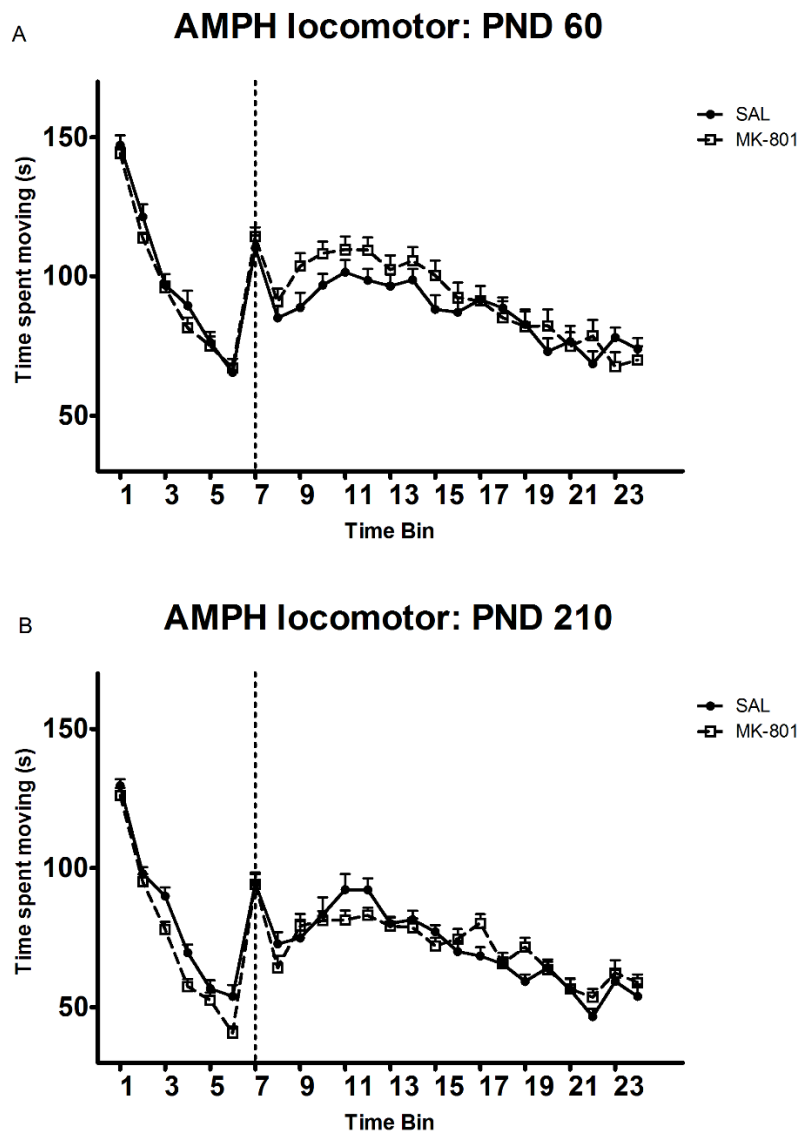 A
AMPH locomotor: PND 60
150
100
50
Time spent moving (s)
SAL
MK-801
1 3 5 7 9 11 13 15 17 19 21 23
Time Bin
B
AMPH locomotor: PND 210
150
100
50
Time spent moving (s)
SAL
MK-801
1 3 5 7 9 11 13 15 17 19 21 23
Time Bin